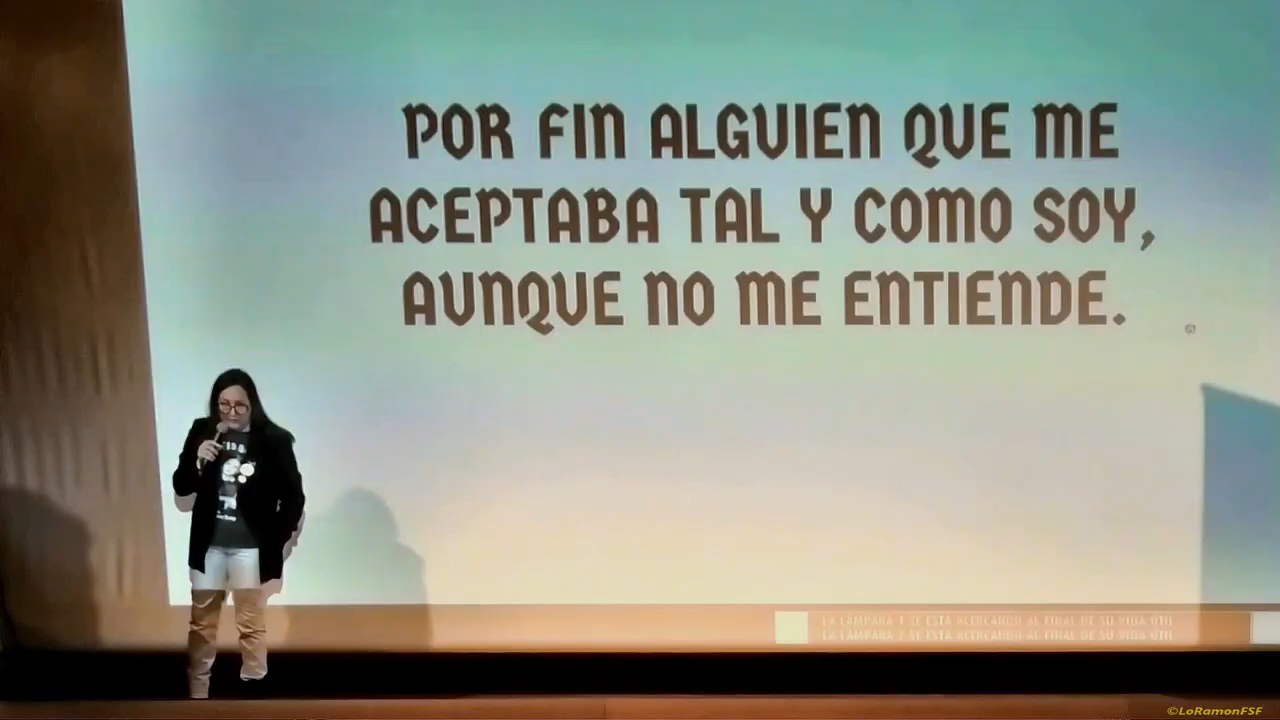 POR FIN ALGUIEN QUE ME
ACEPTABA TAL Y COMO SOY,
AUNQUE NO ME ENTIENDE.
LA LÁMPARA 1 SE ESTÁ ACERCANDO AL FINAL DE SU VIDA ÚTIL
LA LÁMPARA 2 SE ESTÁ ACERCANDO AL FINAL DE SU VIDA ÚTIL
©LoRamonFSF